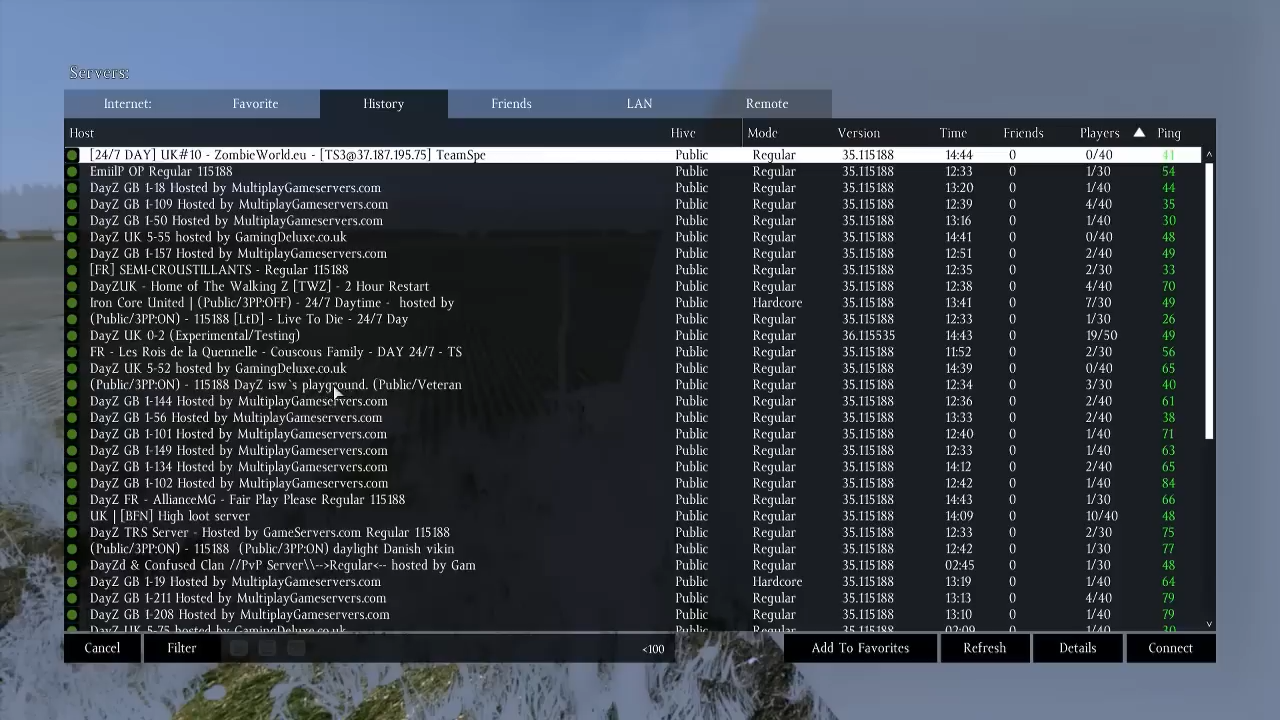 Servers:
Internet: Favorite History Friends LAN Remote
Host Hive Mode Version Time Friends Players Ping
[24/7 DAY] UK#10 - ZombieWorld.eu - [TS3@37.187.195.75] TeamSpe Public Regular 35.115188 14:44 0 0/40 41
EmiilP OP Regular 115188 Public Regular 35.115188 12:33 0 1/30 54
DayZ GB 1-18 Hosted by MultiplayGameservers.com Public Regular 35.115188 13:20 0 1/40 44
DayZ GB 1-109 Hosted by MultiplayGameservers.com Public Regular 35.115188 12:39 0 4/40 35
DayZ GB 1-50 Hosted by MultiplayGameservers.com Public Regular 35.115188 13:16 0 1/40 30
DayZ UK 5-55 hosted by GamingDeluxe.co.uk Public Regular 35.115188 14:41 0 0/40 48
DayZ GB 1-157 Hosted by MultiplayGameservers.com Public Regular 35.115188 12:51 0 2/40 49
[FR] SEMI-CROUSTILLANTS - Regular 115188 Public Regular 35.115188 12:35 0 2/30 33
DayZUK - Home of The Walking Z [TWZ] - 2 Hour Restart Public Regular 35.115188 12:38 0 4/40 70
Iron Core United | (Public/3PP:OFF) - 24/7 Daytime - hosted by Public Hardcore 35.115188 13:41 0 7/30 49
(Public/3PP:ON) - 115188 [LtD] - Live To Die - 24/7 Day Public Regular 35.115188 12:33 0 1/30 26
DayZ UK 0-2 (Experimental/Testing) Public Regular 36.115535 14:43 0 19/50 49
FR - Les Rois de la Quennelle - Couscous Family - DAY 24/7 - TS Public Regular 35.115188 11:52 0 2/30 56
DayZ UK 5-52 hosted by GamingDeluxe.co.uk Public Regular 35.115188 14:39 0 0/40 65
(Public/3PP:ON) - 115188 DayZ isw`s playground. (Public/Veteran Public Regular 35.115188 12:34 0 3/30 40
DayZ GB 1-144 Hosted by MultiplayGameservers.com Public Regular 35.115188 12:36 0 2/40 61
DayZ GB 1-56 Hosted by MultiplayGameservers.com Public Regular 35.115188 13:33 0 2/40 38
DayZ GB 1-101 Hosted by MultiplayGameservers.com Public Regular 35.115188 12:40 0 1/40 71
DayZ GB 1-149 Hosted by MultiplayGameservers.com Public Regular 35.115188 12:33 0 1/40 63
DayZ GB 1-134 Hosted by MultiplayGameservers.com Public Regular 35.115188 14:12 0 2/40 65
DayZ GB 1-102 Hosted by MultiplayGameservers.com Public Regular 35.115188 12:42 0 1/40 84
DayZ FR - AllianceMG - Fair Play Please Regular 115188 Public Regular 35.115188 14:43 0 1/30 66
UK | [BFN] High loot server Public Regular 35.115188 14:09 0 10/40 48
DayZ TRS Server - Hosted by GameServers.com Regular 115188 Public Regular 35.115188 12:33 0 2/30 75
(Public/3PP:ON) - 115188 (Public/3PP:ON) daylight Danish vikin Public Regular 35.115188 12:42 0 1/30 77
DayZd & Confused Clan //PvP Server\\-->Regular<-- hosted by Gam Public Regular 35.115188 02:45 0 1/30 48
DayZ GB 1-19 Hosted by MultiplayGameservers.com Public Hardcore 35.115188 13:19 0 1/40 64
DayZ GB 1-211 Hosted by MultiplayGameservers.com Public Regular 35.115188 13:13 0 4/40 79
DayZ GB 1-208 Hosted by MultiplayGameservers.com Public Regular 35.115188 13:10 0 1/40 79
DayZ UK 5-75 hosted by GamingDeluxe.co.uk Public Regular 35.115188 02:09 0 1/40 30
Cancel Filter <100 Add To Favorites Refresh Details Connect